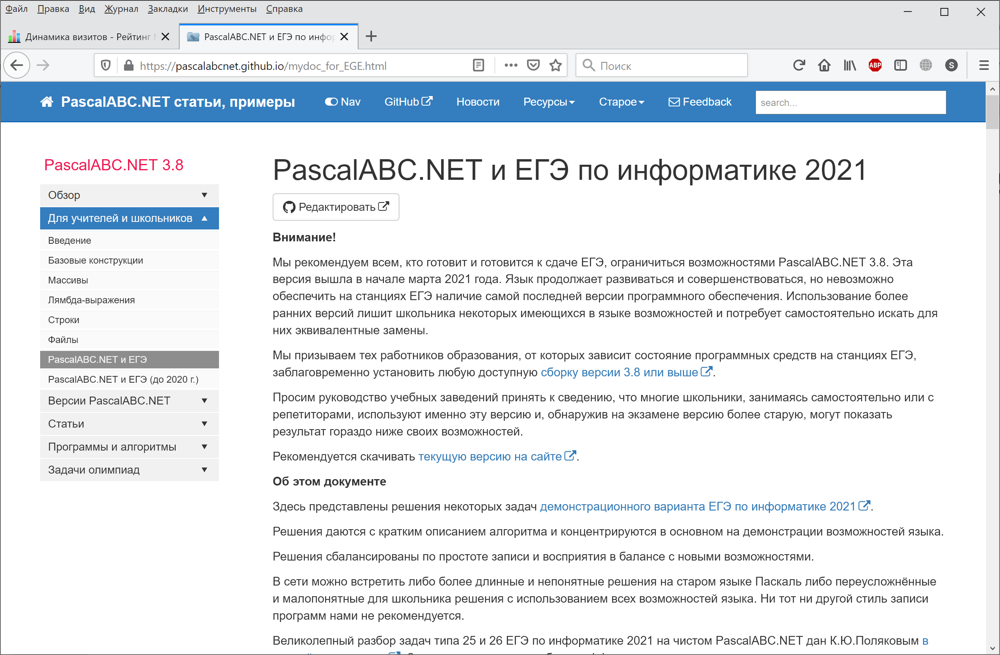 Файл Правка Вид Журнал Закладки Инструменты Справка
Динамика визитов - Рейтинг
PascalABC.NET и ЕГЭ по инфор
https://pascalabcnet.github.io/mydoc_for_EGE.html
Поиск
ABP
S
PascalABC.NET статьи, примеры
Nav
GitHub
Новости
Ресурсы
Старое
Feedback
search...
PascalABC.NET 3.8
Обзор
Для учителей и школьников
Введение
Базовые конструкции
Массивы
Лямбда-выражения
Строки
Файлы
PascalABC.NET и ЕГЭ
PascalABC.NET и ЕГЭ (до 2020 г.)
Версии PascalABC.NET
Статьи
Программы и алгоритмы
Задачи олимпиад
PascalABC.NET и ЕГЭ по информатике 2021
Редактировать
Внимание!
Мы рекомендуем всем, кто готовит и готовится к сдаче ЕГЭ, ограничиться возможностями PascalABC.NET 3.8. Эта
версия вышла в начале марта 2021 года. Язык продолжает развиваться и совершенствоваться, но невозможно
обеспечить на станциях ЕГЭ наличие самой последней версии программного обеспечения. Использование более
ранних версий лишит школьника некоторых имеющихся в языке возможностей и потребует самостоятельно искать для
них эквивалентные замены.
Мы призываем тех работников образования, от которых зависит состояние программных средств на станциях ЕГЭ,
заблаговременно установить любую доступную сборку версии 3.8 или выше.
Просим руководство учебных заведений принять к сведению, что многие школьники, занимаясь самостоятельно или с
репетиторами, используют именно эту версию и, обнаружив на экзамене версию более старую, могут показать
результат гораздо ниже своих возможностей.
Рекомендуется скачивать текущую версию на сайте.
Об этом документе
Здесь представлены решения некоторых задач демонстрационного варианта ЕГЭ по информатике 2021.
Решения даются с кратким описанием алгоритма и концентрируются в основном на демонстрации возможностей языка.
Решения сбалансированы по простоте записи и восприятия в балансе с новыми возможностями.
В сети можно встретить либо более длинные и непонятные решения на старом языке Паскаль либо переусложнённые
и малопонятные для школьника решения с использованием всех возможностей языка. Ни тот ни другой стиль записи
программ нами не рекомендуется.
Великолепный разбор задач типа 25 и 26 ЕГЭ по информатике 2021 на чистом PascalABC.NET дан К.Ю.Поляковым в